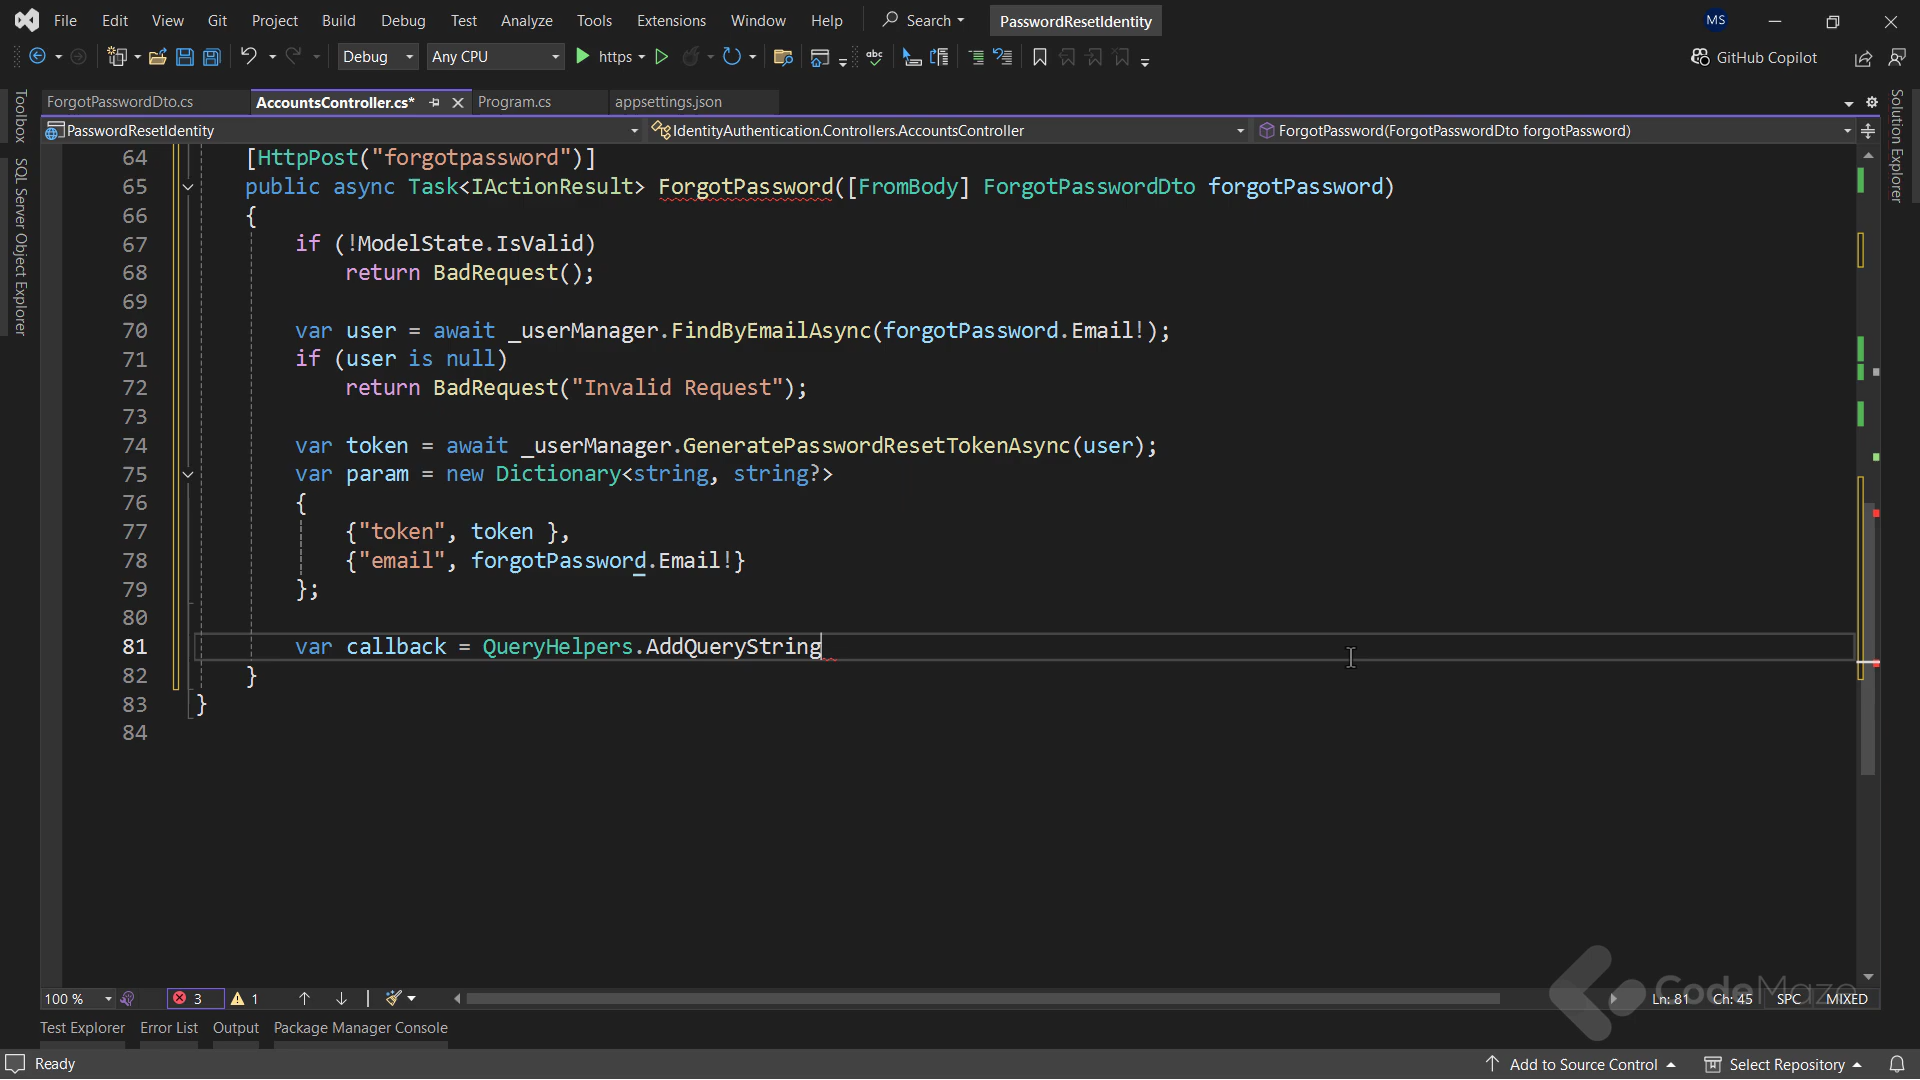 File Edit View Git Project Build Debug Test Analyze Tools Extensions Window Help Search PasswordResetIdentity MS
Debug Any CPU https GitHub Copilot
ForgotPasswordDto.cs AccountsController.cs* Program.cs appsettings.json
PasswordResetIdentity IdentityAuthentication.Controllers.AccountsController ForgotPassword(ForgotPasswordDto forgotPassword)
Toolbox
SQL Server Object Explorer
Solution Explorer
64 [HttpPost("forgotpassword")]
65 public async Task<IActionResult> ForgotPassword([FromBody] ForgotPasswordDto forgotPassword)
66 {
67 if (!ModelState.IsValid)
68 return BadRequest();
69
70 var user = await _userManager.FindByEmailAsync(forgotPassword.Email!);
71 if (user is null)
72 return BadRequest("Invalid Request");
73
74 var token = await _userManager.GeneratePasswordResetTokenAsync(user);
75 var param = new Dictionary<string, string?>
76 {
77 {"token", token },
78 {"email", forgotPassword.Email!}
79 };
80
81 var callback = QueryHelpers.AddQueryString
82 }
83 }
84
CodeMaze
100 % 3 1 Ln: 81 Ch: 45 SPC MIXED
Test Explorer Error List Output Package Manager Console
Ready Add to Source Control Select Repository